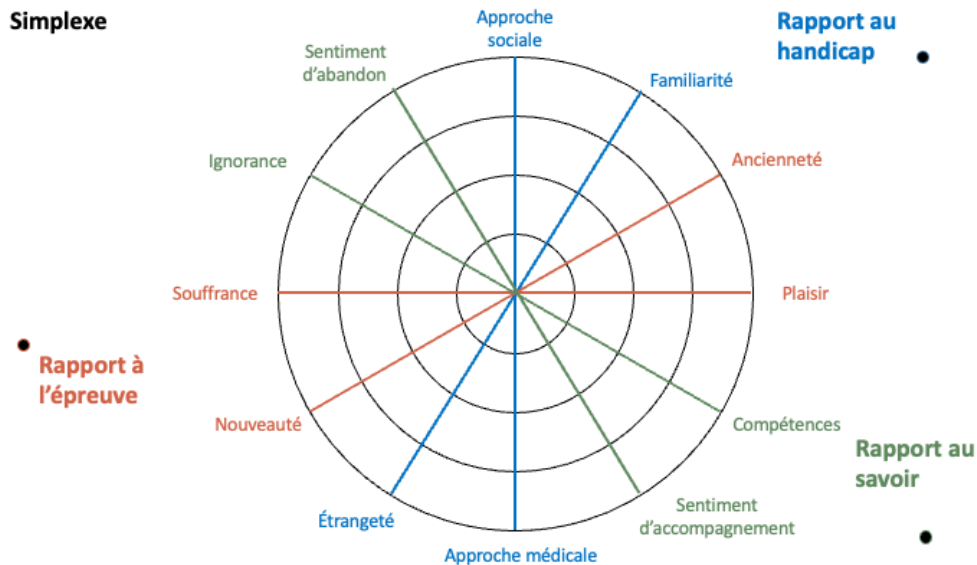 Simplexe
Approche
sociale
Rapport au
handicap
Sentiment
d'abandon
Familiarité
Ignorance
Ancienneté
Souffrance
Plaisir
Rapport à
l'épreuve
Nouveauté
Compétences
Rapport au
savoir
Étrangeté
Sentiment
d'accompagnement
Approche médicale